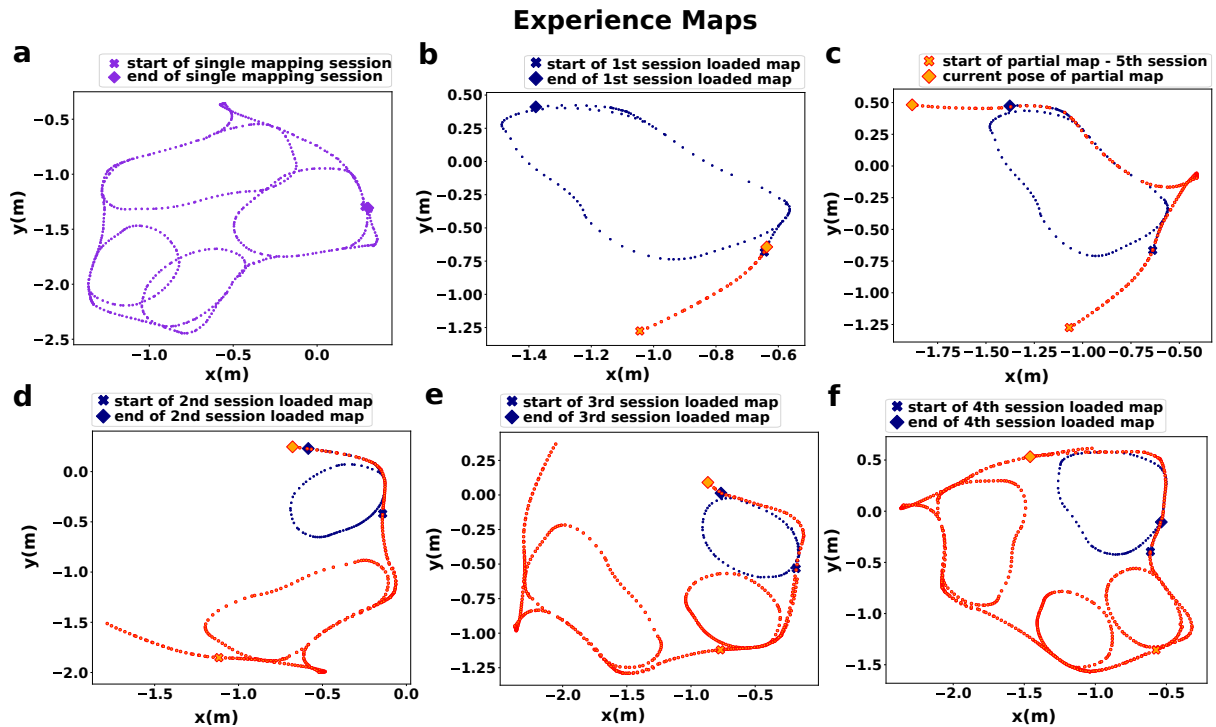 Experience Maps
a
start of single mapping session
end of single mapping session
−0.5
−1.0
−1.5
−2.0
−2.5
−1.0
−0.5
0.0
x(m)
y(m)
b
start of 1st session loaded map
end of 1st session loaded map
0.50
0.25
0.00
−0.25
−0.50
−0.75
−1.00
−1.25
−1.4
−1.2
−1.0
−0.8
−0.6
x(m)
y(m)
c
start of partial map - 5th session
current pose of partial map
0.50
0.25
0.00
−0.25
−0.50
−0.75
−1.00
−1.25
−1.75
−1.50
−1.25
−1.00
−0.75
−0.50
x(m)
y(m)
d
start of 2nd session loaded map
end of 2nd session loaded map
0.0
−0.5
−1.0
−1.5
−2.0
−1.5
−1.0
−0.5
0.0
x(m)
y(m)
e
start of 3rd session loaded map
end of 3rd session loaded map
0.25
0.00
−0.25
−0.50
−0.75
−1.00
−1.25
−2.0
−1.5
−1.0
−0.5
x(m)
y(m)
f
start of 4th session loaded map
end of 4th session loaded map
0.5
0.0
−0.5
−1.0
−1.5
−2.0
−1.5
−1.0
−0.5
x(m)
y(m)